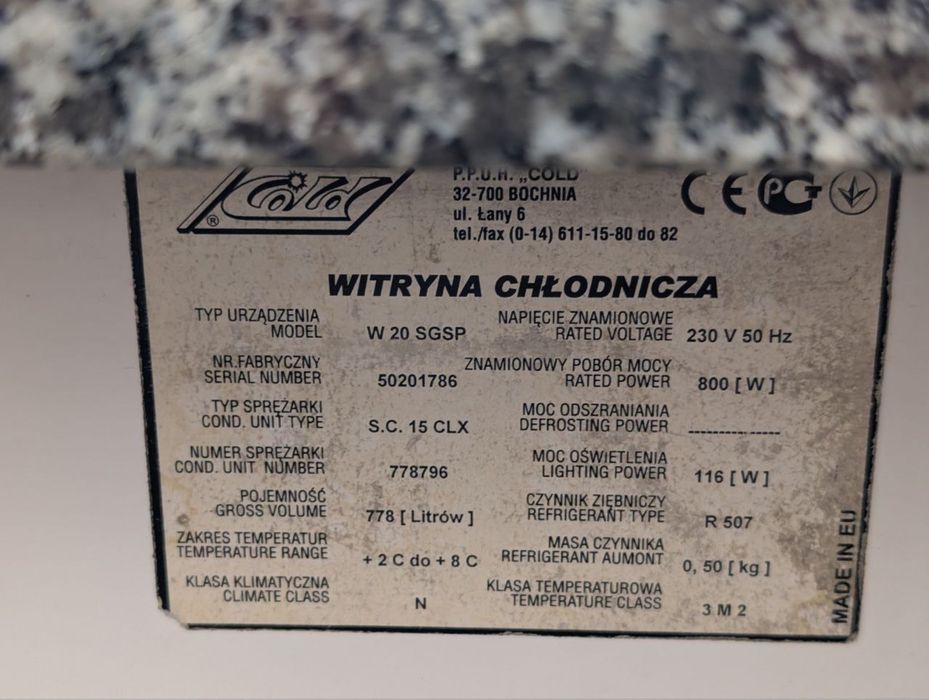 Cold
®
P.P.U.H. „COLD"
32-700 BOCHNIA
ul. Łany 6
tel./fax (0-14) 611-15-80 do 82
CE PCT
WITRYNA CHŁODNICZA
TYP URZĄDZENIA
MODEL W 20 SGSP
NAPIĘCIE ZNAMIONOWE
RATED VOLTAGE 230 V 50 Hz
NR.FABRYCZNY
SERIAL NUMBER 50201786
ZNAMIONOWY POBÓR MOCY
RATED POWER 800 [ W ]
TYP SPRĘŻARKI
COND. UNIT TYPE S.C. 15 CLX
MOC ODSZRANIANIA
DEFROSTING POWER ---------------
NUMER SPRĘŻARKI
COND. UNIT NUMBER 778796
MOC OŚWIETLENIA
LIGHTING POWER 116 [ W ]
POJEMNOŚĆ
GROSS VOLUME 778 [ Litrów ]
CZYNNIK ZIĘBNICZY
REFRIGERANT TYPE R 507
ZAKRES TEMPERATUR
TEMPERATURE RANGE + 2 C do + 8 C
MASA CZYNNIKA
REFRIGERANT AUMONT 0, 50 [ kg ]
KLASA KLIMATYCZNA
CLIMATE CLASS N
KLASA TEMPERATUROWA
TEMPERATURE CLASS 3 M 2
MADE IN EU